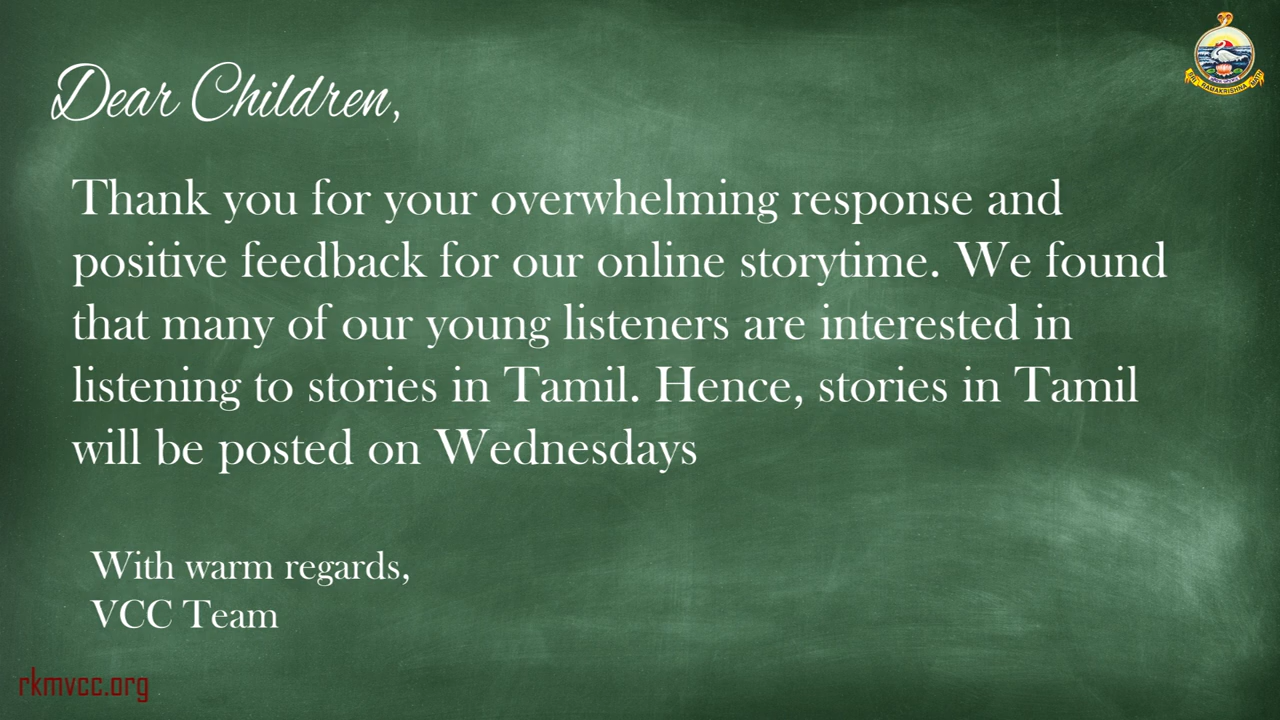 Dear Children,
Thank you for your overwhelming response and
positive feedback for our online storytime. We found
that many of our young listeners are interested in
listening to stories in Tamil. Hence, stories in Tamil
will be posted on Wednesdays
With warm regards,
VCC Team
rkmvcc.org
RAMAKRISHNA